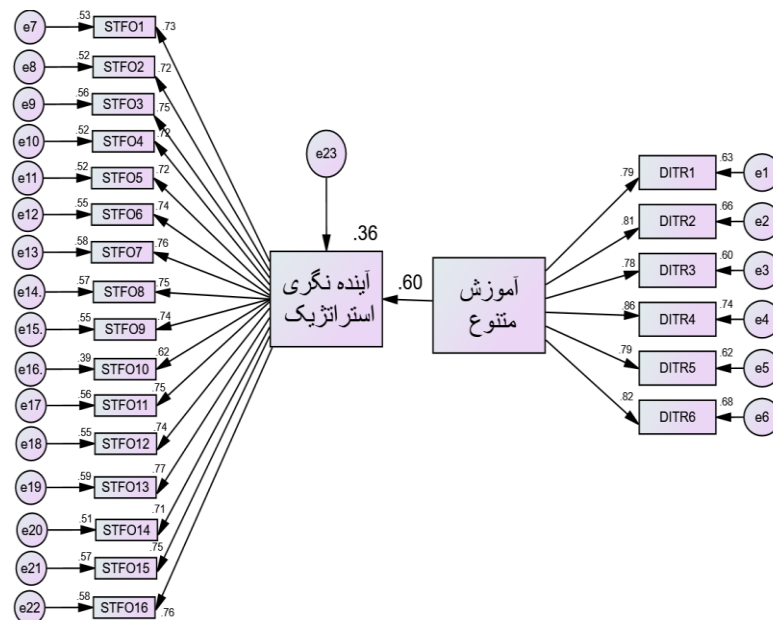 e7 .53 STFO1 .73
e8 .52 STFO2 .72
e9 .56 STFO3 .75
e10 .52 STFO4 .72
e11 .52 STFO5 .72
e12 .55 STFO6 .74
e13 .58 STFO7 .76
e14. .57 STFO8 .75
e15. .55 STFO9 .74
e16. .39 STFO10 .62
e17 .56 STFO11 .75
e18 .55 STFO12 .74
e19 .59 STFO13 .77
e20 .51 STFO14 .71
e21 .57 STFO15 .75
e22 .58 STFO16 .76
e23
.36
آینده نگری
استراتژیک
.60
آموزش
متنوع
.79 DITR1 .63 e1
.81 DITR2 .66 e2
.78 DITR3 .60 e3
.86 DITR4 .74 e4
.79 DITR5 .62 e5
.82 DITR6 .68 e6